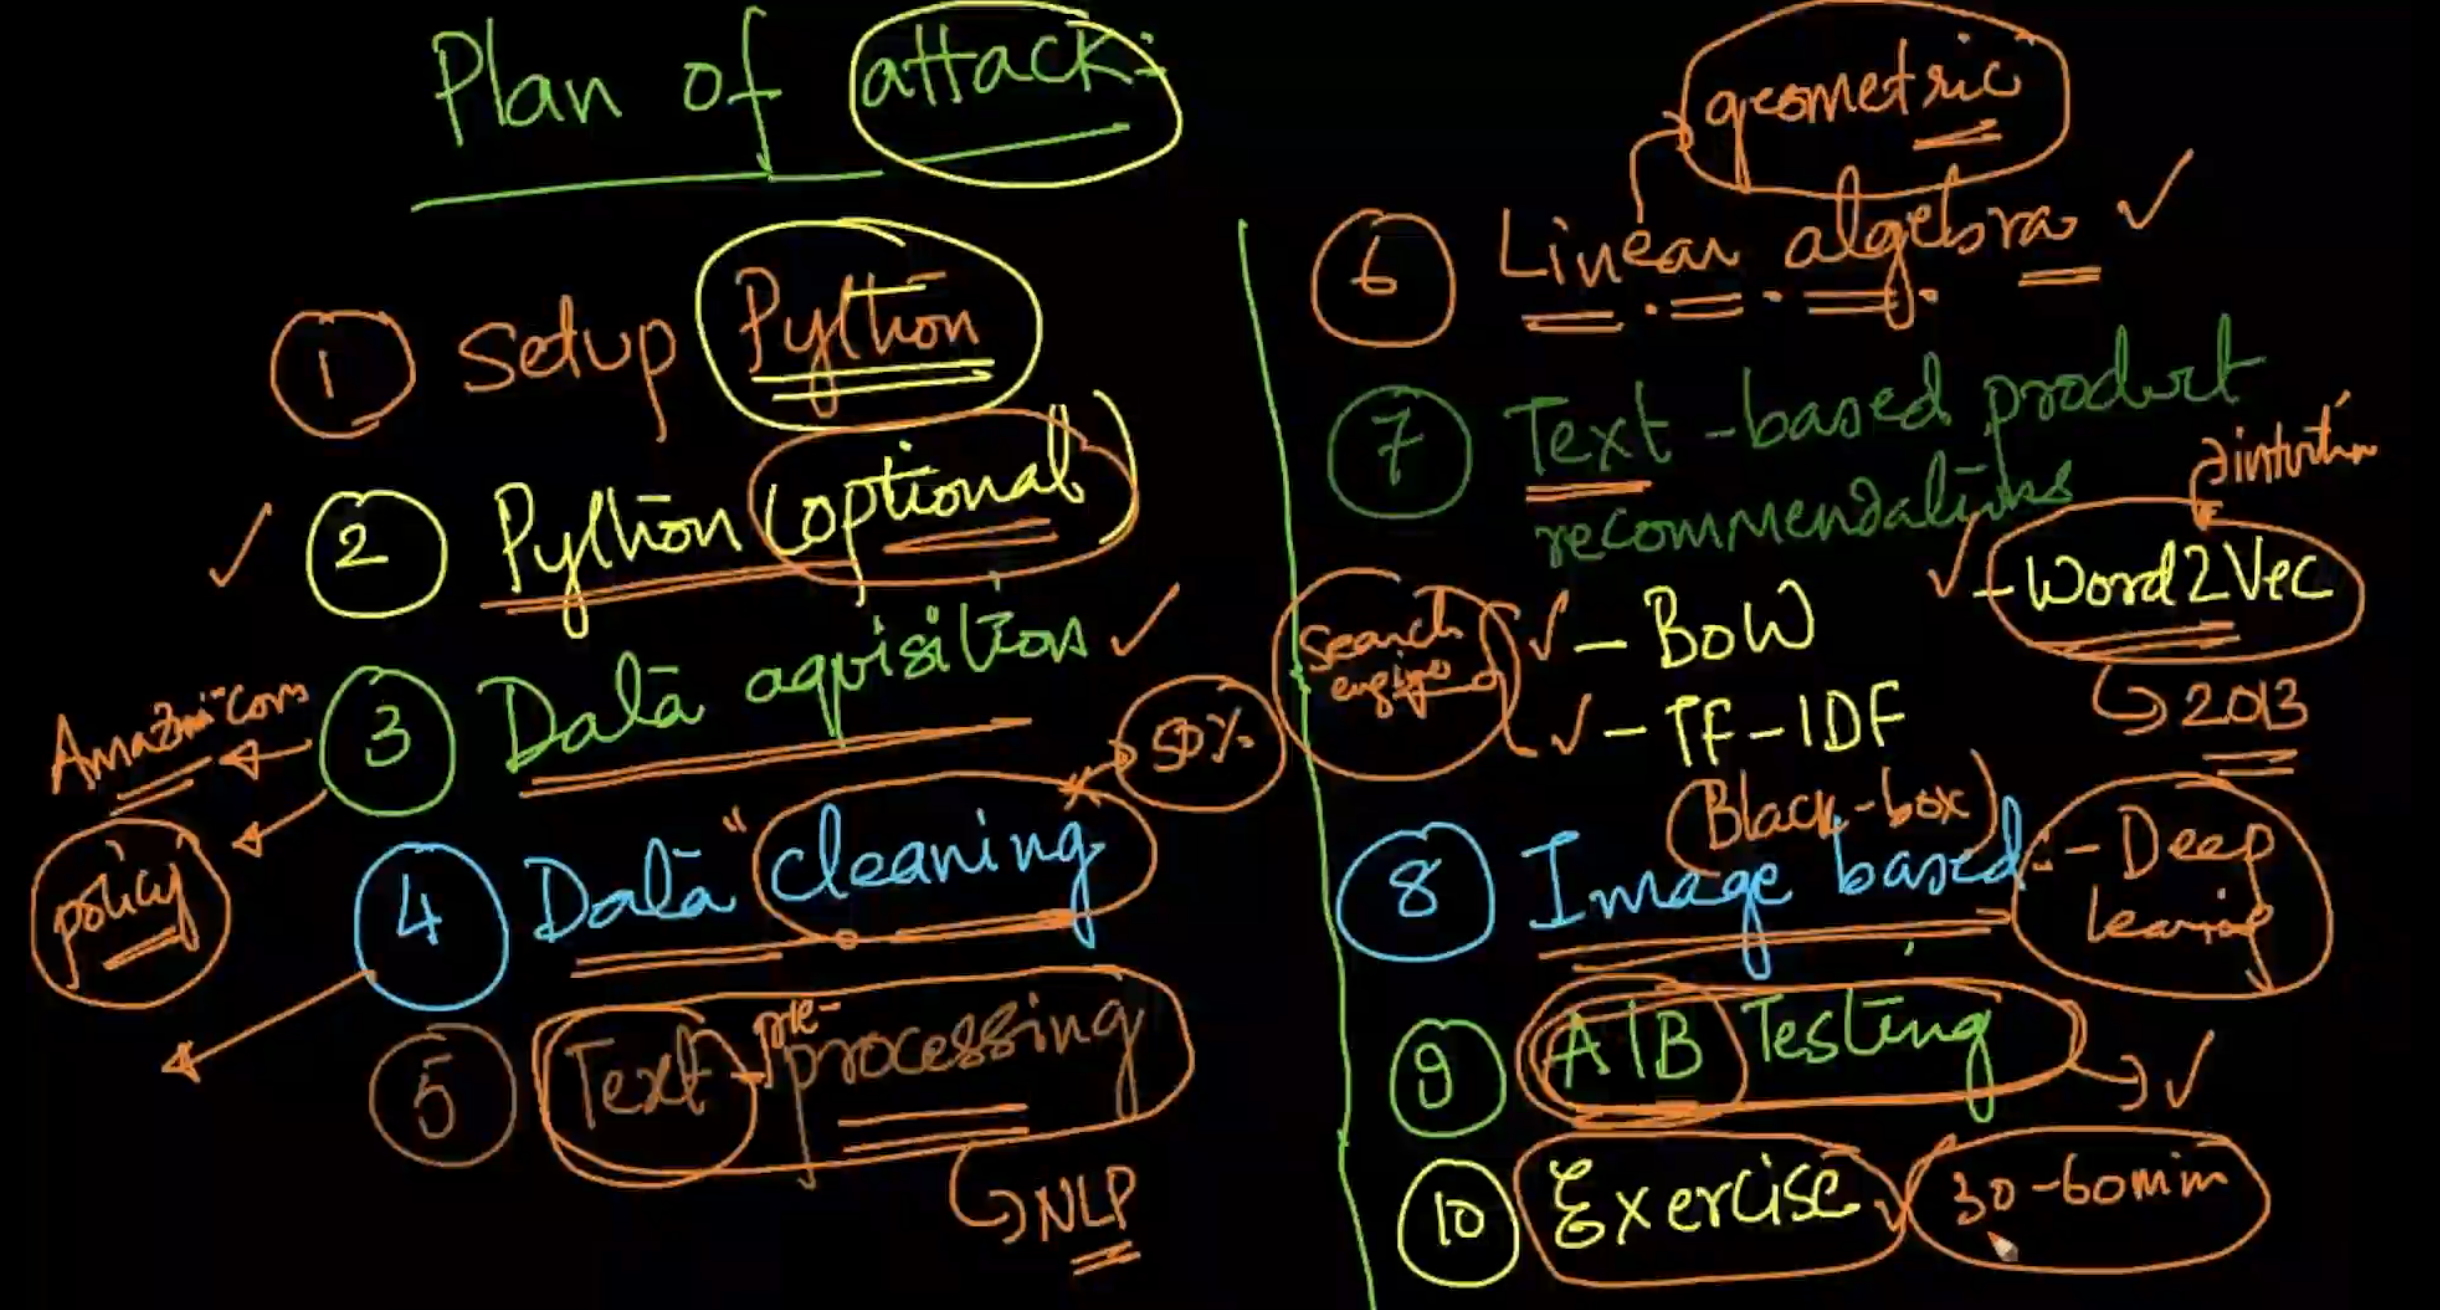 Plan of attack:
1 Setup Python
2 Python (optional)
3 Data aquisition
Amazon.com
policy
4 Data "cleaning
50%
5 Text-pre-processing
NLP
geometric
6 Linear algebra
7 Text-based product
recommendations
intuition
- Word2Vec
2013
Search
engine
- BoW
- TF-IDF
(Black-box)
8 Image based:- Deep
learning
9 A|B Testing
10 Exercise
30-60min